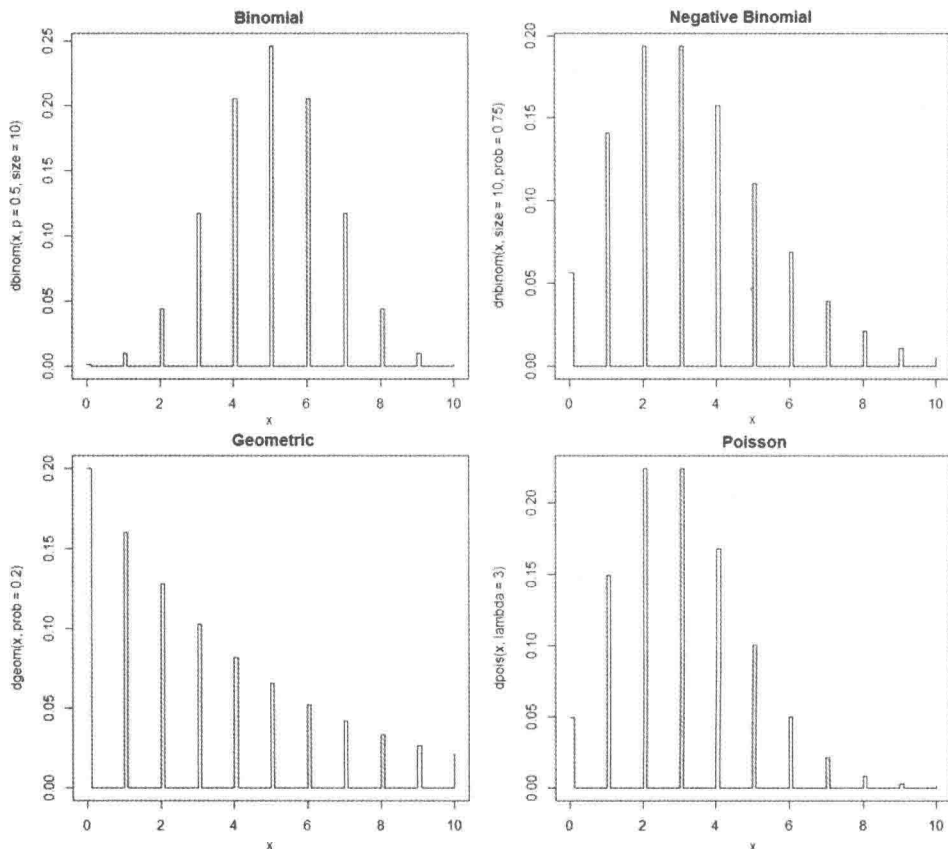 Binomial
dbinom(x, p = 0.5, size = 10)
0.00 0.05 0.10 0.15 0.20 0.25
0 2 4 6 8 10
x
Negative Binomial
dnbinom(x, size = 10, prob = 0.75)
0.00 0.05 0.10 0.15 0.20
0 2 4 6 8 10
x
Geometric
dgeom(x, prob = 0.2)
0.00 0.05 0.10 0.15 0.20
0 2 4 6 8 10
x
Poisson
dpois(x, lambda = 3)
0.00 0.05 0.10 0.15 0.20
0 2 4 6 8 10
x